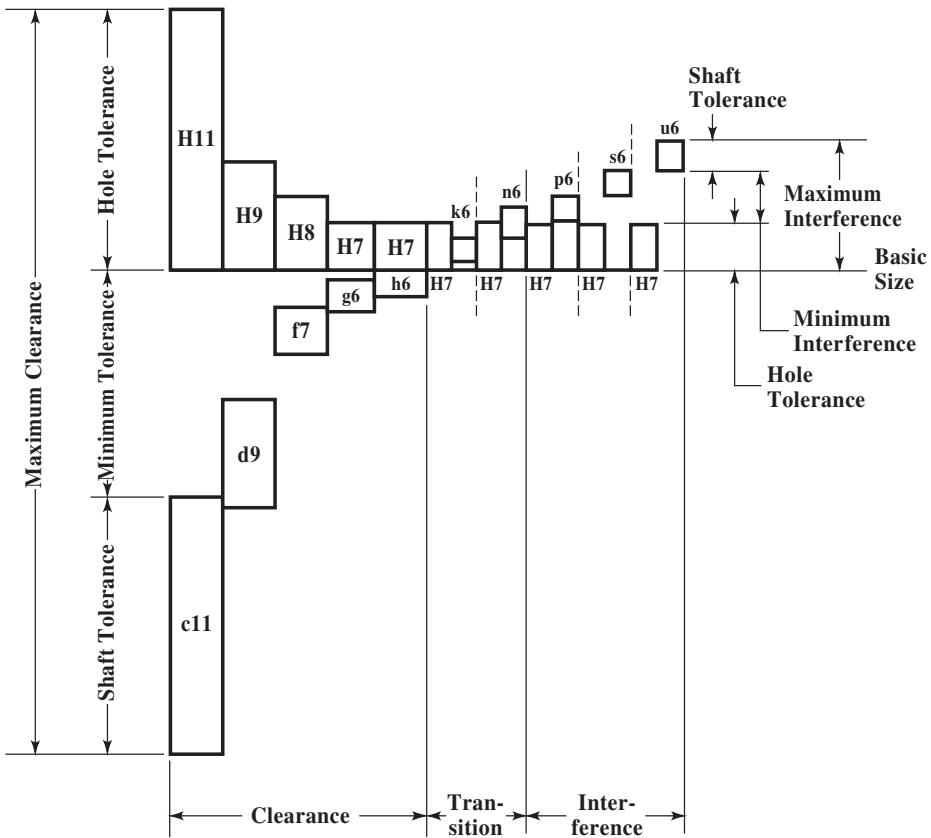 Maximum Clearance
Hole Tolerance
Minimum Tolerance
Shaft Tolerance
H11
H9
H8
H7
H7
k6
n6
p6
s6
u6
H7
H7
H7
H7
H7
g6
h6
f7
d9
c11
Shaft
Tolerance
Maximum
Interference
Basic
Size
Minimum
Interference
Hole
Tolerance
Clearance
Tran-
sition
Inter-
ference